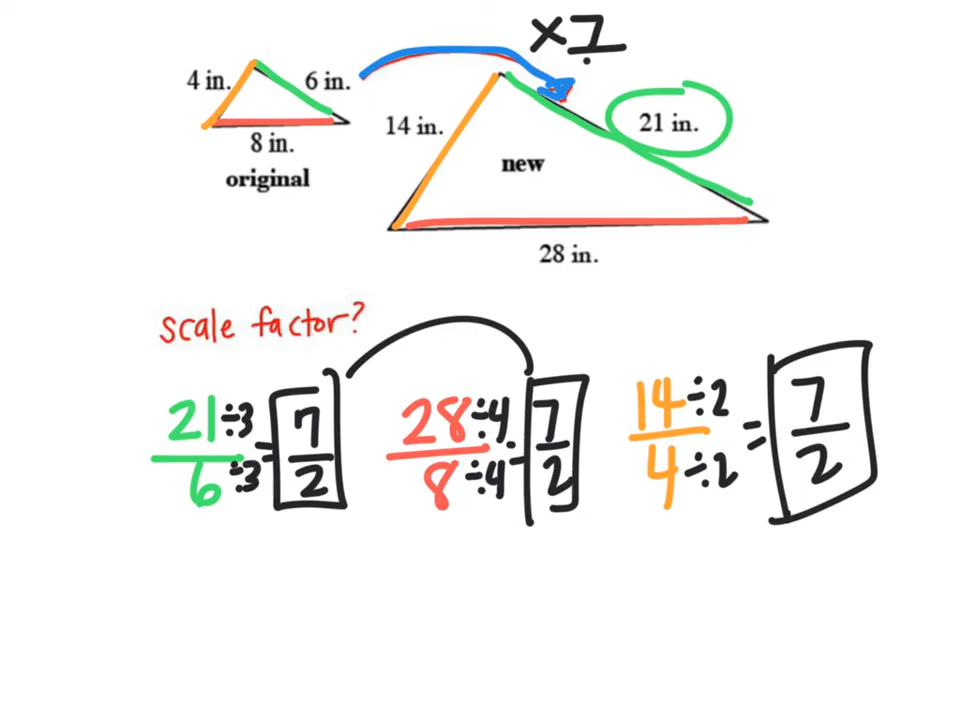 ×7
4 in. 6 in.
8 in.
original
14 in. 21 in.
new
28 in.
scale factor?
21÷3 = 7 28÷4 = 7 14÷2 = 7
6÷3 2 8÷4 2 4÷2 2